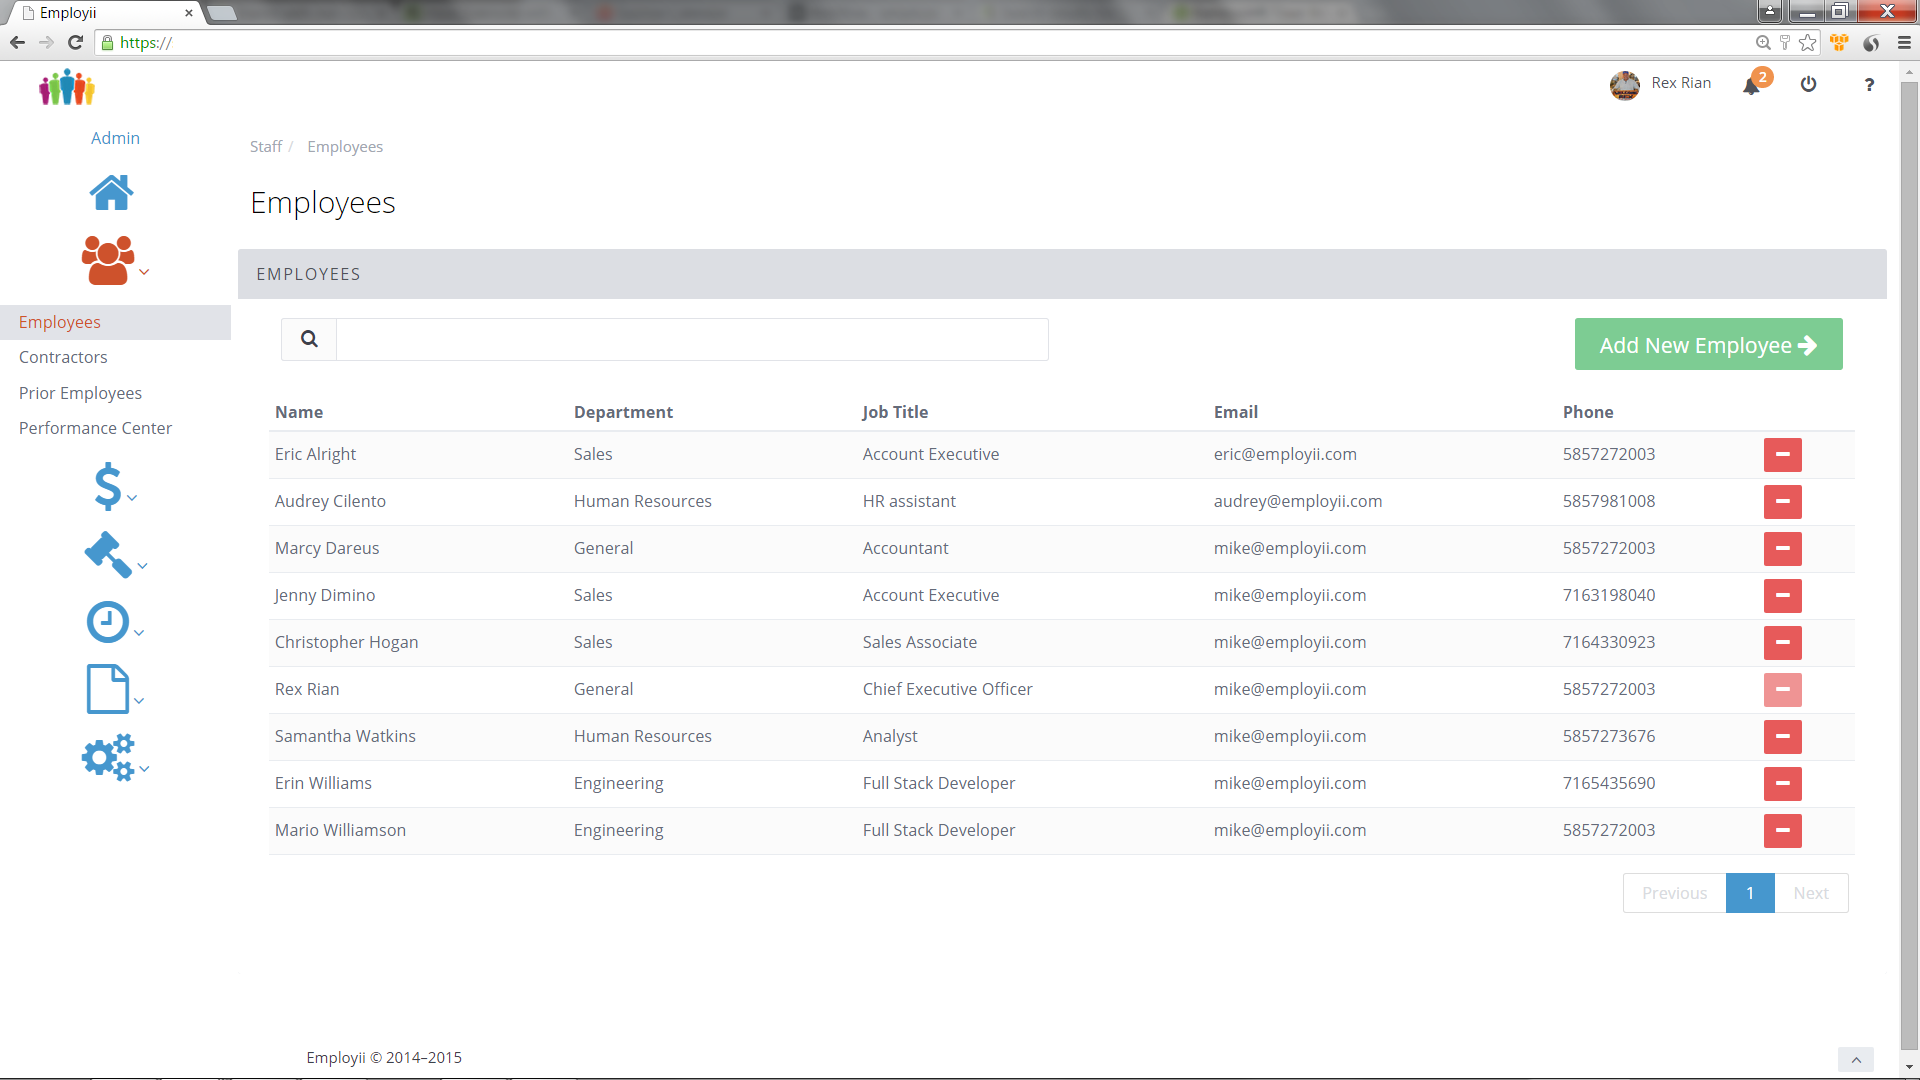 Employii
https://
Rex Rian
2
?
Admin
Staff / Employees
Employees
EMPLOYEES
Employees
Contractors
Prior Employees
Performance Center
Add New Employee
Name Department Job Title Email Phone
Eric Alright Sales Account Executive eric@employii.com 5857272003
Audrey Cilento Human Resources HR assistant audrey@employii.com 5857981008
Marcy Dareus General Accountant mike@employii.com 5857272003
Jenny Dimino Sales Account Executive mike@employii.com 7163198040
Christopher Hogan Sales Sales Associate mike@employii.com 7164330923
Rex Rian General Chief Executive Officer mike@employii.com 5857272003
Samantha Watkins Human Resources Analyst mike@employii.com 5857273676
Erin Williams Engineering Full Stack Developer mike@employii.com 7165435690
Mario Williamson Engineering Full Stack Developer mike@employii.com 5857272003
Previous 1 Next
Employii © 2014–2015